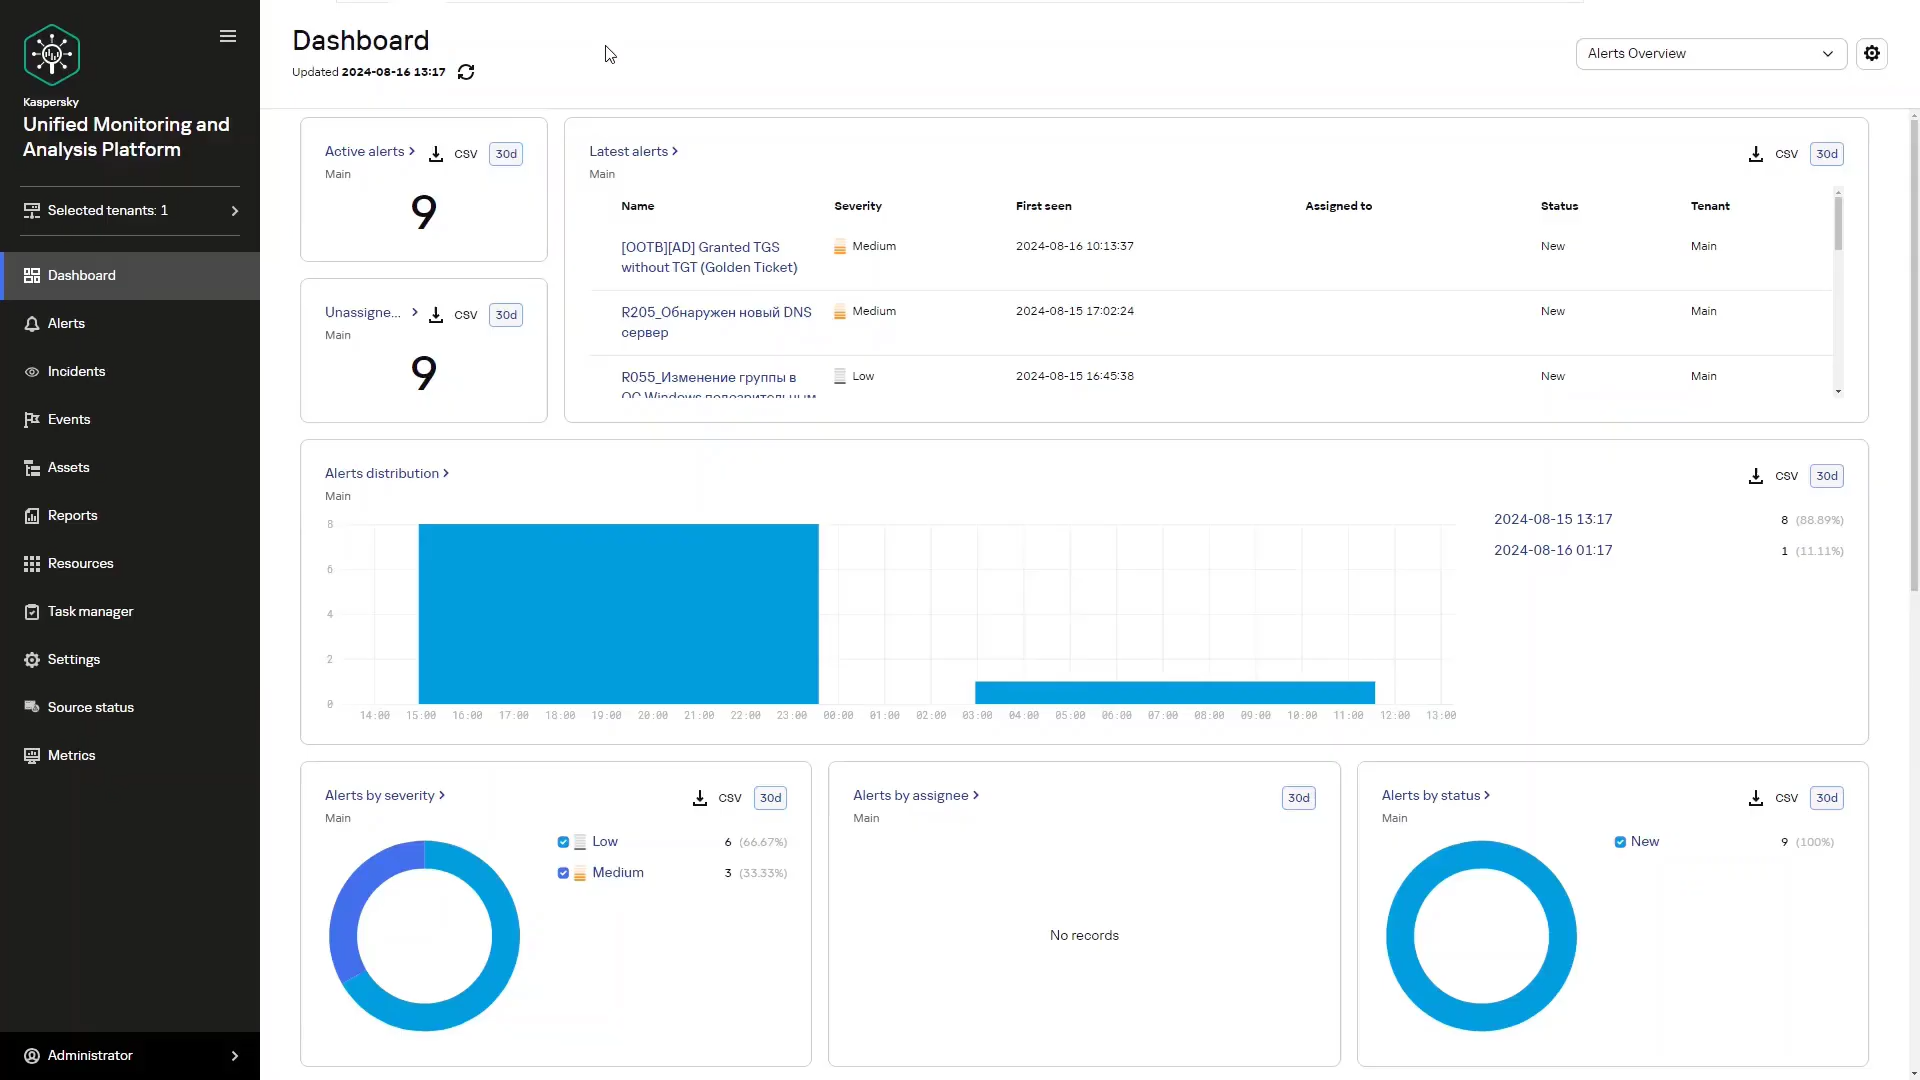 Kaspersky
Unified Monitoring and
Analysis Platform
Selected tenants: 1
Dashboard
Alerts
Incidents
Events
Assets
Reports
Resources
Task manager
Settings
Source status
Metrics
Administrator
Dashboard
Updated 2024-08-16 13:17
Alerts Overview
Active alerts
CSV
30d
Main
9
Unassigne...
CSV
30d
Main
9
Latest alerts
CSV
30d
Main
Name Severity First seen Assigned to Status Tenant
[OOTB][AD] Granted TGS
without TGT (Golden Ticket)
Medium 2024-08-16 10:13:37 New Main
R205_Обнаружен новый DNS
сервер
Medium 2024-08-15 17:02:24 New Main
R055_Изменение группы в
ОС Windows подозрительным
Low 2024-08-15 16:45:38 New Main
Alerts distribution
CSV
30d
Main
8
6
4
2
0
14:00 15:00 16:00 17:00 18:00 19:00 20:00 21:00 22:00 23:00 00:00 01:00 02:00 03:00 04:00 05:00 06:00 07:00 08:00 09:00 10:00 11:00 12:00 13:00
2024-08-15 13:17 8 (88.89%)
2024-08-16 01:17 1 (11.11%)
Alerts by severity
CSV
30d
Main
Low 6 (66.67%)
Medium 3 (33.33%)
Alerts by assignee
30d
Main
No records
Alerts by status
CSV
30d
Main
New 9 (100%)